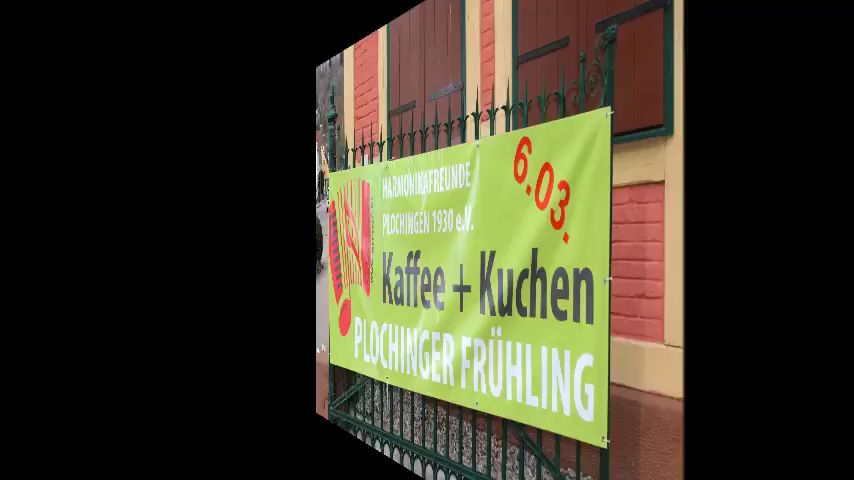 HARMONIKAFREUNDE
PLOCHINGEN 1930 e.V.
6.03.
Kaffee + Kuchen
PLOCHINGER FRÜHLING